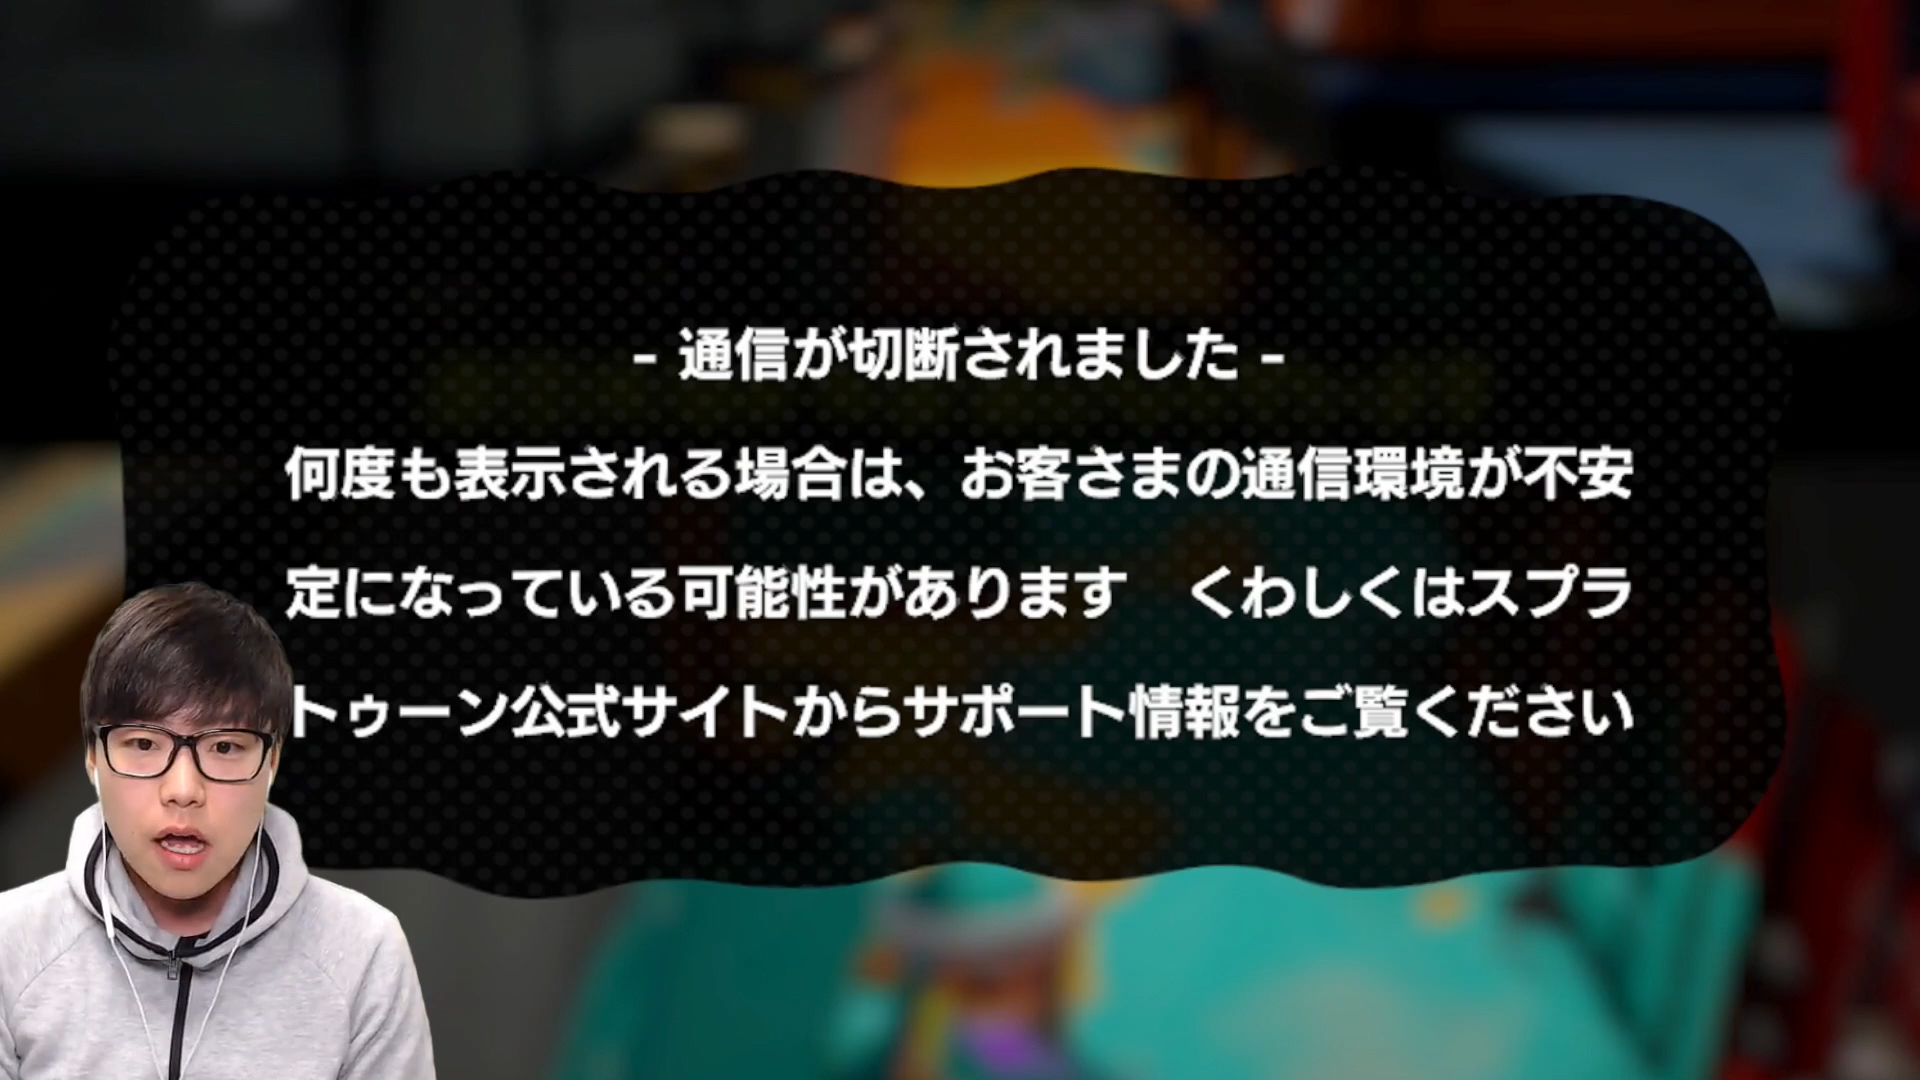 - 通信が切断されました -
何度も表示される場合は、お客さまの通信環境が不安
定になっている可能性があります　くわしくはスプラ
トゥーン公式サイトからサポート情報をご覧ください